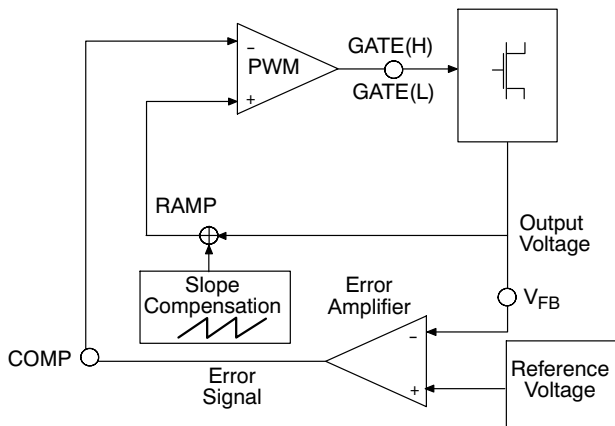 GATE(H)
−
PWM
+
GATE(L)
RAMP
Output
Voltage
Slope
Compensation
Error
Amplifier
VFB
−
COMP
Error
Signal
+
Reference
Voltage